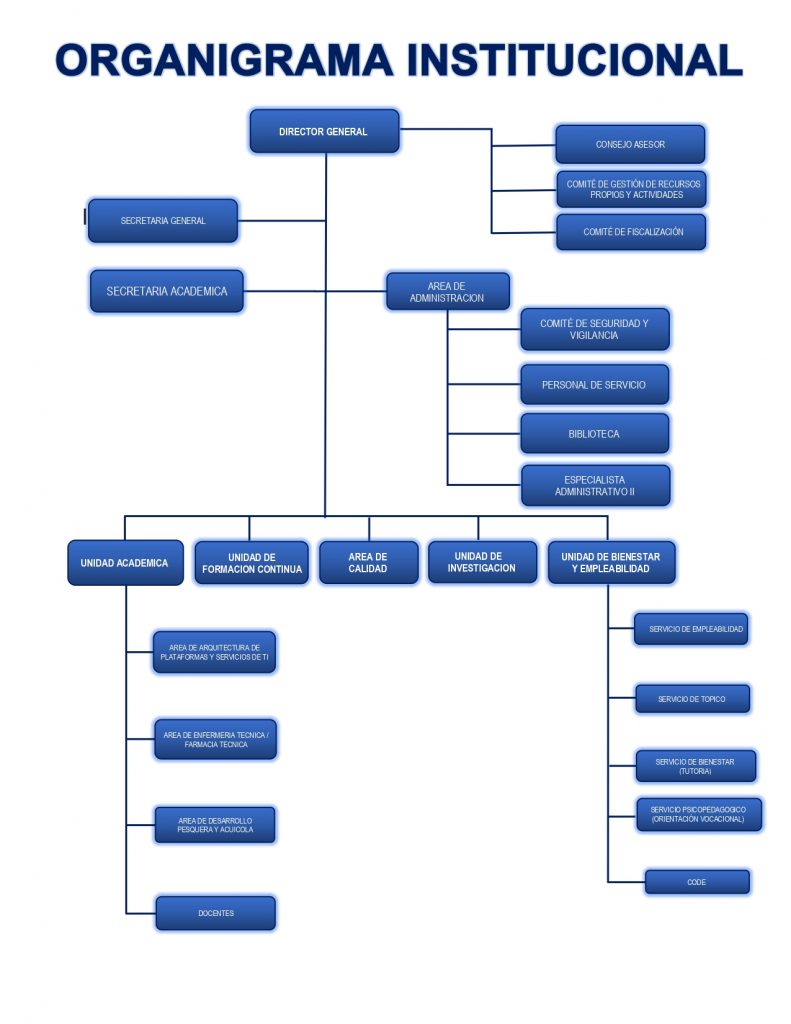 ORGANIGRAMA INSTITUCIONAL
DIRECTOR GENERAL
CONSEJO ASESOR
COMITÉ DE GESTIÓN DE RECURSOS
PROPIOS Y ACTIVIDADES
COMITÉ DE FISCALIZACIÓN
SECRETARIA GENERAL
SECRETARIA ACADEMICA
AREA DE
ADMINISTRACION
COMITÉ DE SEGURIDAD Y
VIGILANCIA
PERSONAL DE SERVICIO
BIBLIOTECA
ESPECIALISTA
ADMINISTRATIVO II
UNIDAD ACADEMICA
UNIDAD DE
FORMACION CONTINUA
AREA DE
CALIDAD
UNIDAD DE
INVESTIGACION
UNIDAD DE BIENESTAR
Y EMPLEABILIDAD
AREA DE ARQUITECTURA DE
PLATAFORMAS Y SERVICIOS DE TI
AREA DE ENFERMERIA TECNICA /
FARMACIA TECNICA
AREA DE DESARROLLO
PESQUERA Y ACUICOLA
DOCENTES
SERVICIO DE EMPLEABILIDAD
SERVICIO DE TOPICO
SERVICIO DE BIENESTAR
(TUTORIA)
SERVICIO PSICOPEDAGOGICO
(ORIENTACIÓN VOCACIONAL)
CODE